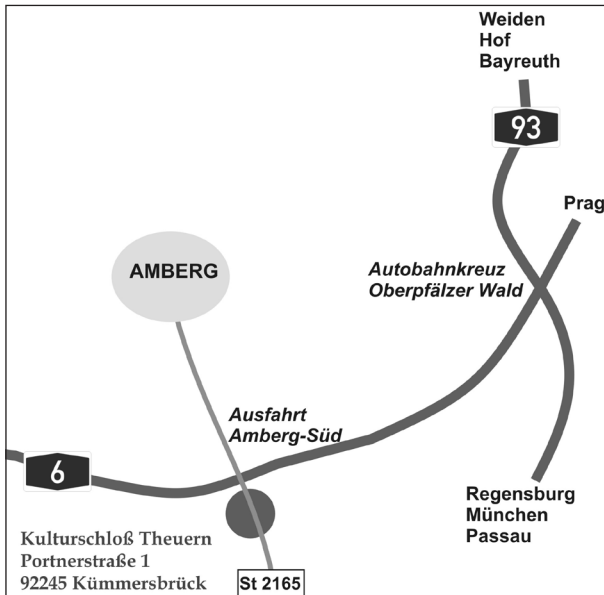 Weiden
Hof
Bayreuth
93
Prag
AMBERG
Autobahnkreuz
Oberpfälzer Wald
Ausfahrt
Amberg-Süd
6
Regensburg
München
Passau
Kulturschloß Theuern
Portnerstraße 1
92245 Kümmersbrück
St 2165